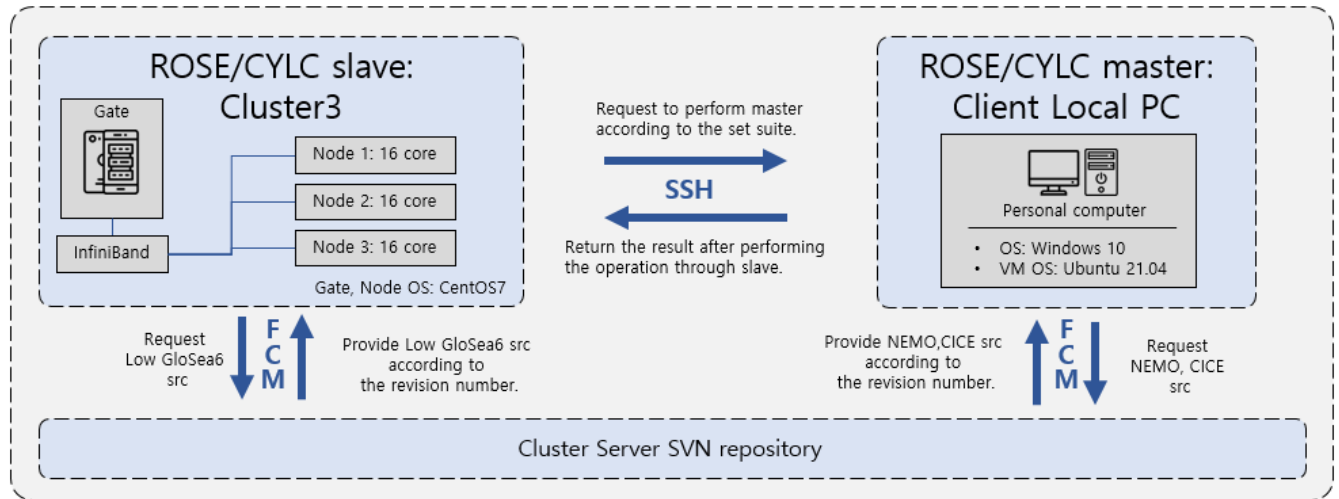 ROSE/CYLC slave:
Cluster3
Gate
InfiniBand
Node 1: 16 core
Node 2: 16 core
Node 3: 16 core
Gate, Node OS: CentOS7
Request to perform master
according to the set suite.
SSH
Return the result after performing
the operation through slave.
ROSE/CYLC master:
Client Local PC
Personal computer
• OS: Windows 10
• VM OS: Ubuntu 21.04
Request
Low GloSea6
src
F
C
M
Provide Low GloSea6 src
according to
the revision number.
Provide NEMO,CICE src
according to
the revision number.
F
C
M
Request
NEMO, CICE
src
Cluster Server SVN repository